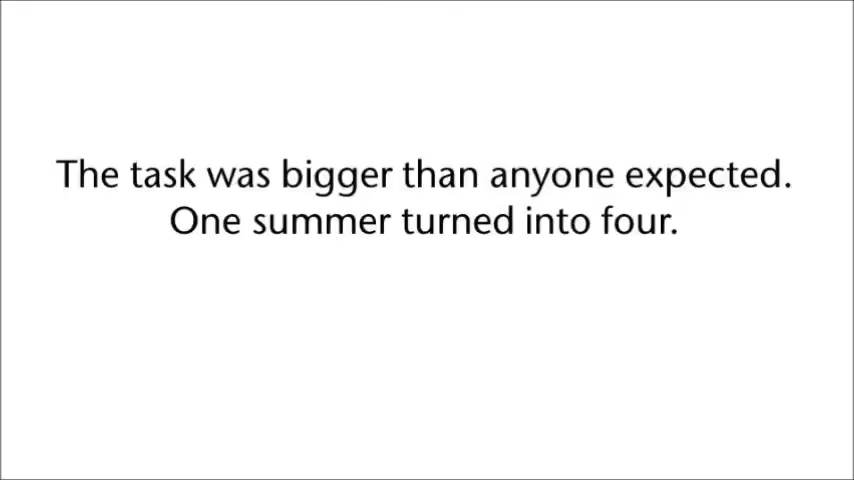 The task was bigger than anyone expected.
One summer turned into four.